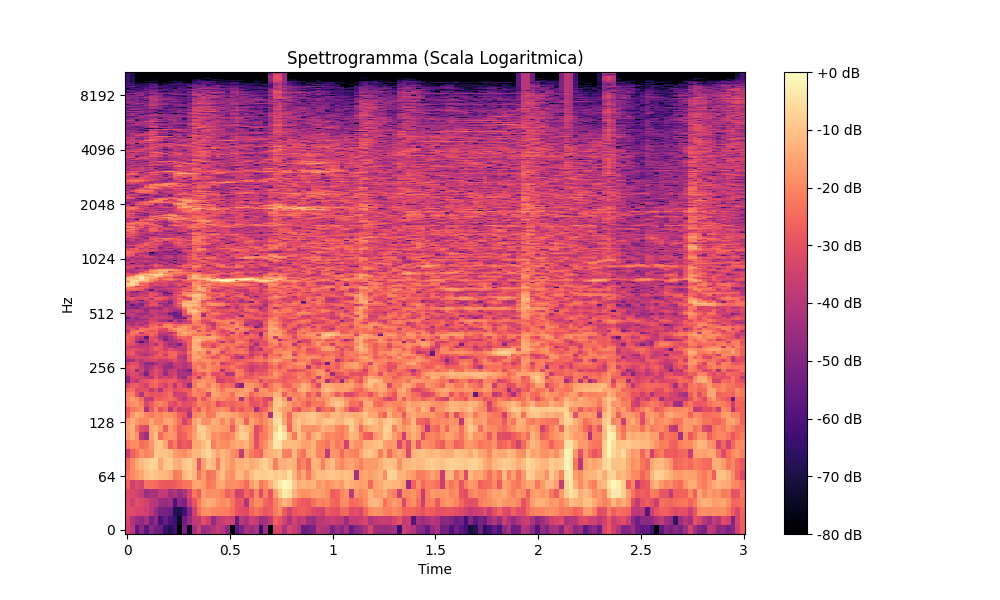 Spettrogramma (Scala Logaritmica)
Hz
8192
4096
2048
1024
512
256
128
64
0
0
0.5
1
1.5
2
2.5
3
Time
+0 dB
-10 dB
-20 dB
-30 dB
-40 dB
-50 dB
-60 dB
-70 dB
-80 dB